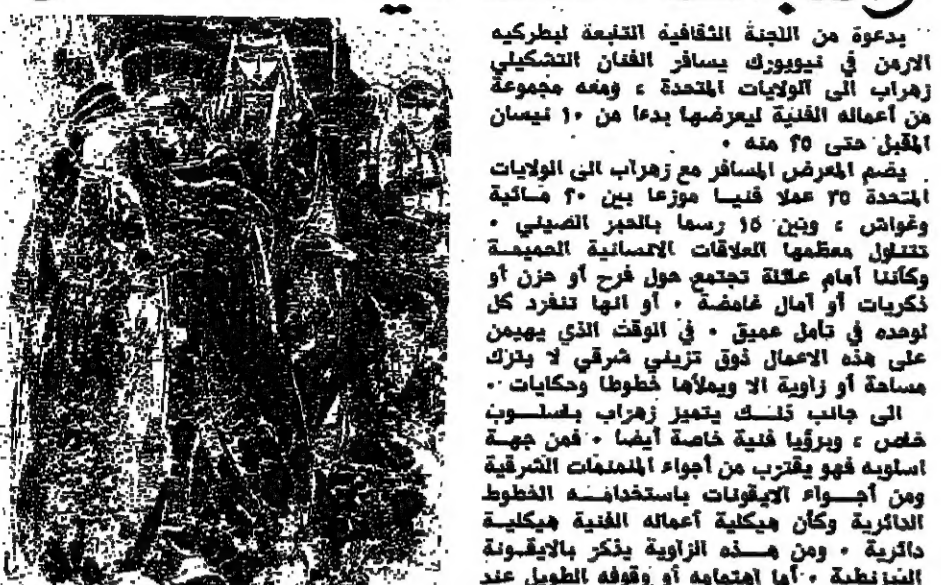 بدعوة من اللجنة الثقافية التابعة لبطركيه
الارمن في نيويورك يسافر الفنان التشكيلي
زهراب الى الولايات المتحدة ، ومعه مجموعة
من أعماله الفنية ليعرضها بدءا من ١٠ نيسان
المقبل حتى ٢٥ منه .
يضم المعرض المسافر مع زهراب الى الولايات
المتحدة ٣٥ عملا فنيا موزعا بين ٢٠ مائية
وغواش ، وبين ١٥ رسما بالحبر الصيني .
تتناول معظمها العلاقات الانسانية الحميمة
وكأننا أمام عائلة تجتمع حول فرح أو حزن أو
ذكريات أو آمال غامضة . أو انها تنفرد كل
لوحده في تأمل عميق . في الوقت الذي يهيمن
على هذه الاعمال ذوق تزيني شرقي لا يترك
مساحة أو زاوية الا ويملأها خطوطا وحكايات .
الى جانب ذلك يتميز زهراب باسلوب
خاص ، وبرؤيا فنية خاصة أيضا . فمن جهة
اسلوبه فهو يقترب من أجواء المنمنمات الشرقية
ومن أجواء الايقونات باستخدامه الخطوط
الدائرية وكأن هيكلية أعماله الفنية هيكلية
دائرية . ومن هذه الزاوية يذكر بالايقونة
البيزنطية . أما اهتمامه أو وقوفه الطويل عند